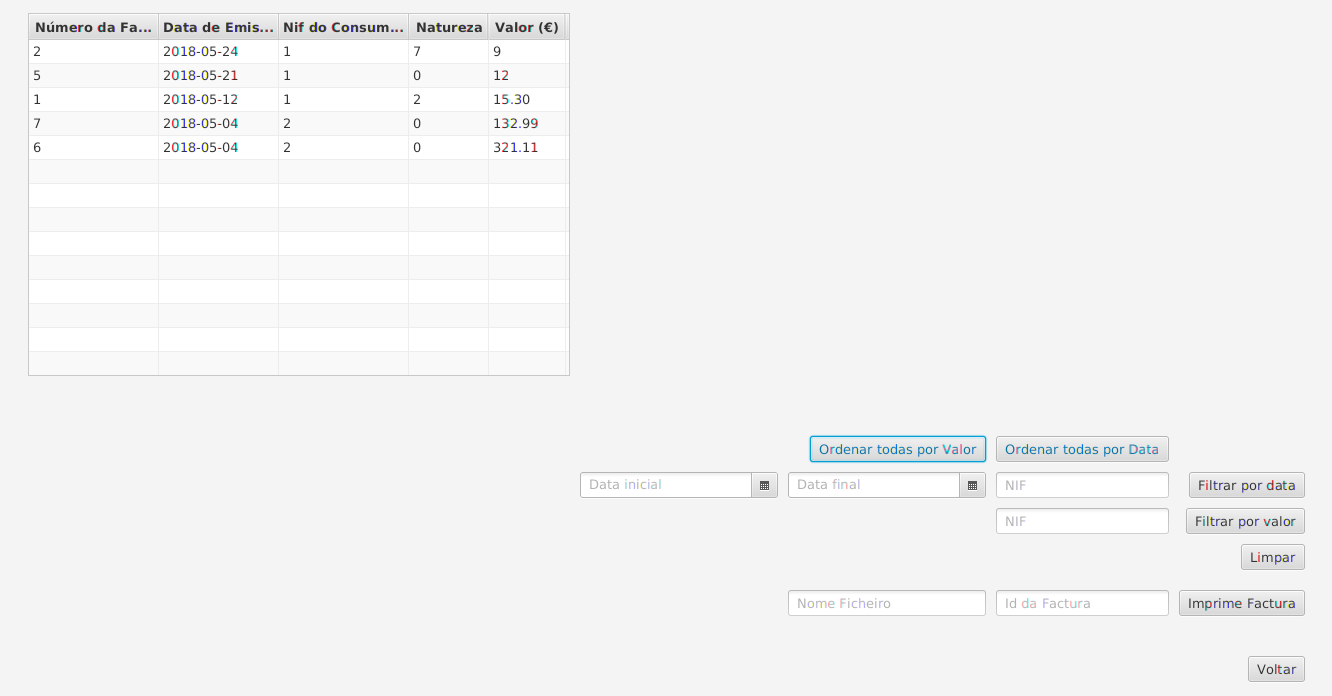 Número da Fa... Data de Emis... Nif do Consum... Natureza Valor (€)
2 2018-05-24 1 7 9
5 2018-05-21 1 0 12
1 2018-05-12 1 2 15.30
7 2018-05-04 2 0 132.99
6 2018-05-04 2 0 321.11
Ordenar todas por Valor Ordenar todas por Data
Data inicial Data final NIF Filtrar por data
NIF Filtrar por valor
Limpar
Nome Ficheiro Id da Factura Imprime Factura
Voltar